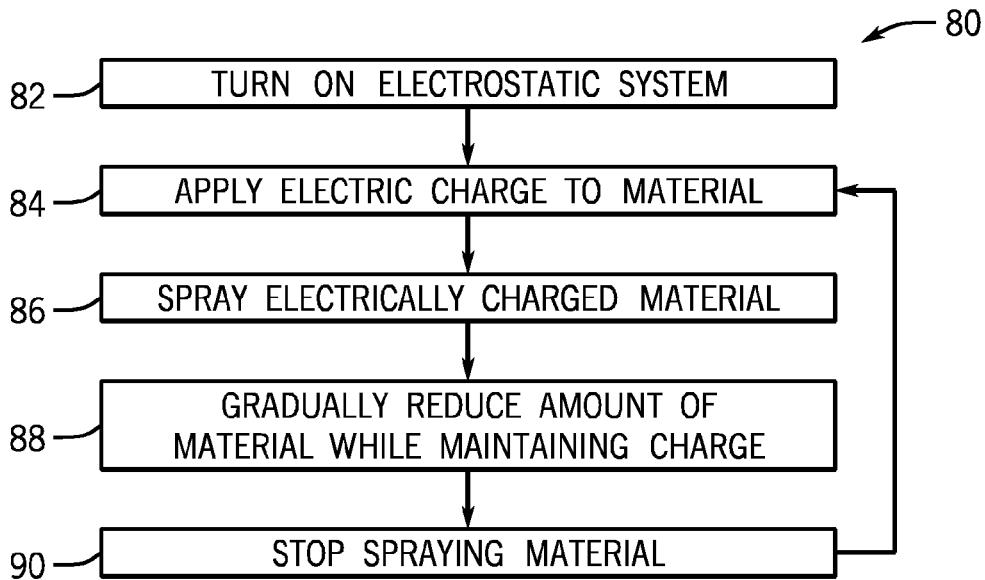 80
82 TURN ON ELECTROSTATIC SYSTEM
84 APPLY ELECTRIC CHARGE TO MATERIAL
86 SPRAY ELECTRICALLY CHARGED MATERIAL
88 GRADUALLY REDUCE AMOUNT OF
MATERIAL WHILE MAINTAINING CHARGE
90 STOP SPRAYING MATERIAL